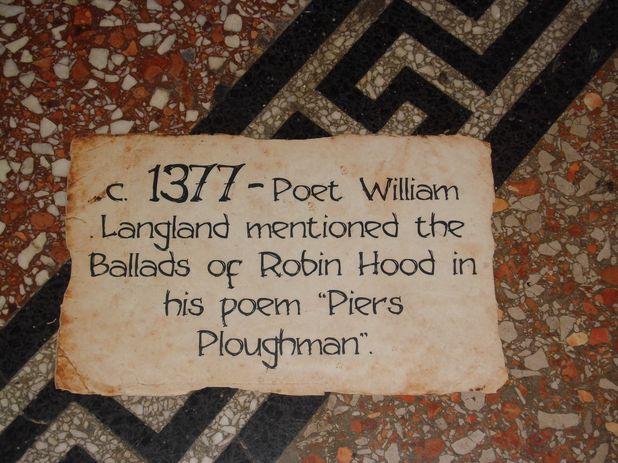 c. 1377 - Poet William
Langland mentioned the
Ballads of Robin Hood in
his poem "Piers
Ploughman".